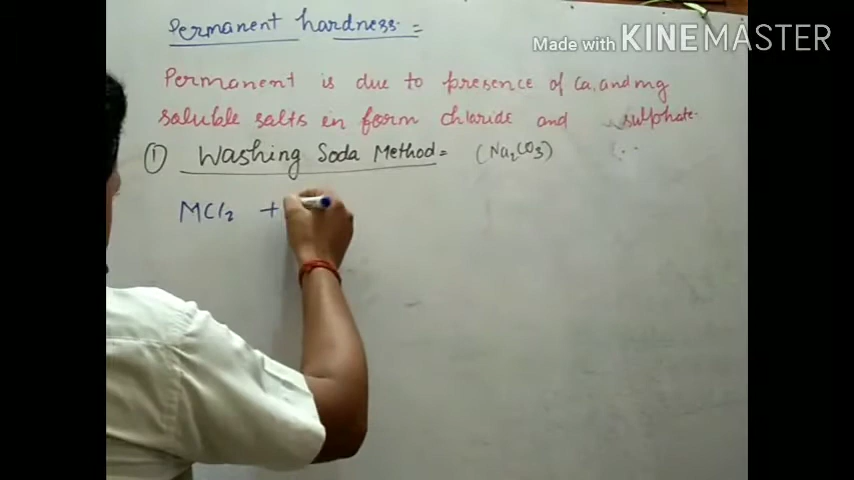 Permanent hardness =
Made with KINEMASTER
Permanent is due to presence of Ca, and mg
soluble salts in form chloride and sulphate.
① Washing Soda Method = (Na₂CO₃)
MCl₂ +